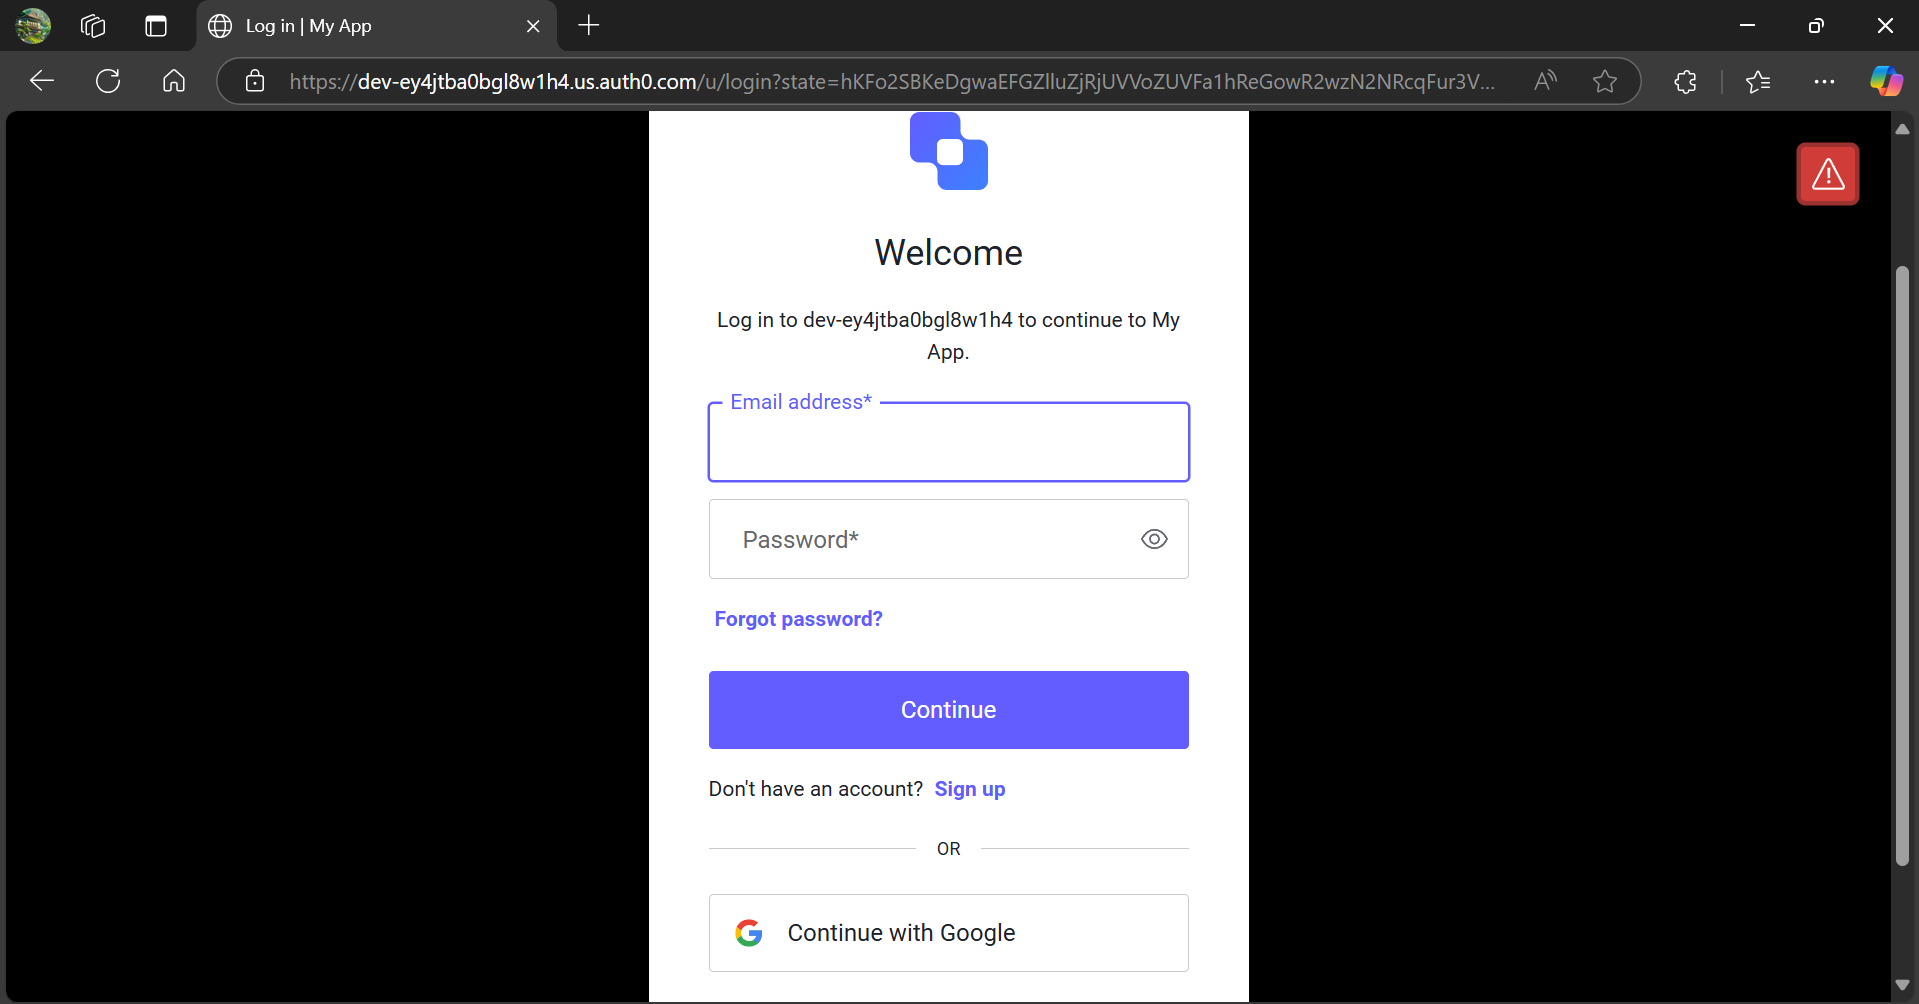 Log in | My App
https://dev-ey4jtba0bgl8w1h4.us.auth0.com/u/login?state=hKFo2SBKeDgwaEFGZlluZjRjUVVoZUVFa1hReGowR2wzN2NRcqFur3V...
Welcome
Log in to dev-ey4jtba0bgl8w1h4 to continue to My
App.
Email address*
Password*
Forgot password?
Continue
Don't have an account? Sign up
OR
Continue with Google